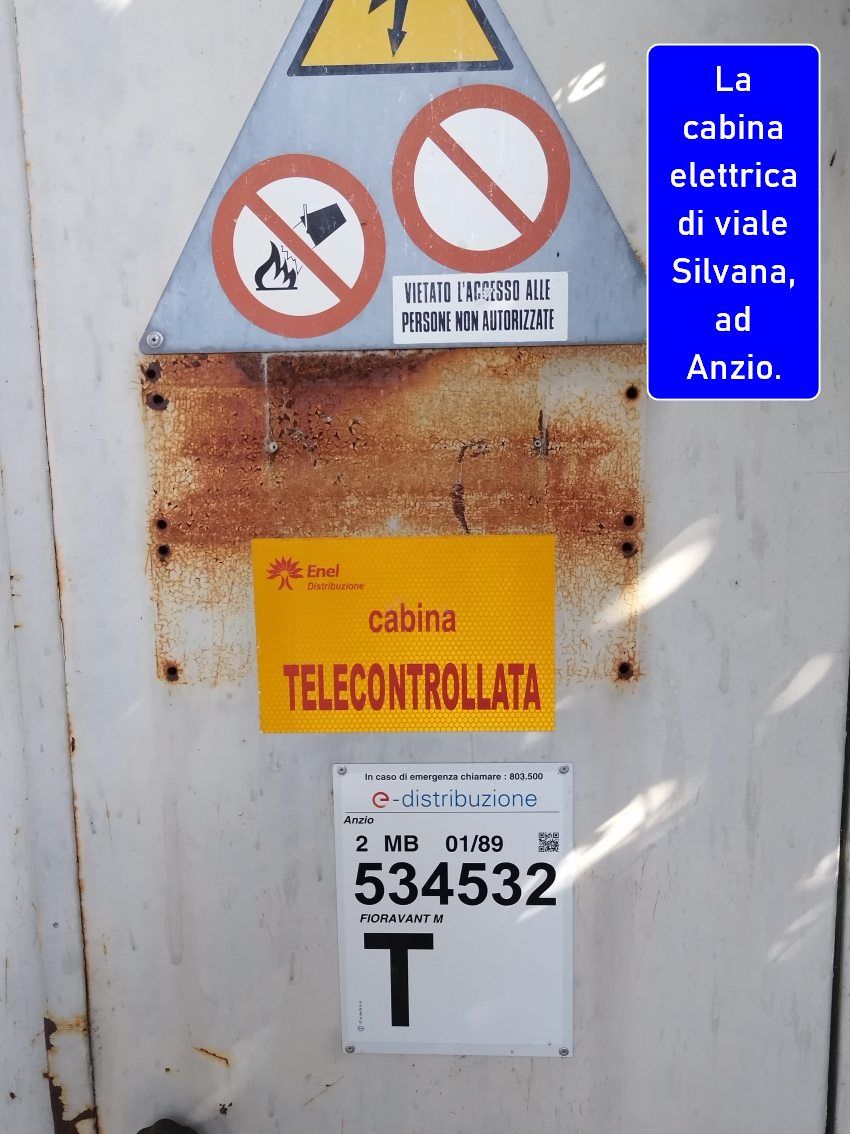 La
cabina
elettrica
di viale
Silvana,
ad
Anzio.
VIETATO L'ACCESSO ALLE
PERSONE NON AUTORIZZATE
Enel
Distribuzione
cabina
TELECONTROLLATA
In caso di emergenza chiamare : 803.500
e-distribuzione
Anzio
2 MB 01/89
534532
FIORAVANT M
T